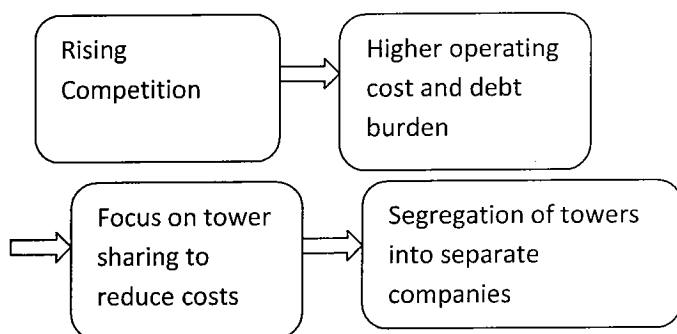 Rising
Competition
Higher operating
cost and debt
burden
Focus on tower
sharing to
reduce costs
Segregation of towers
into separate
companies